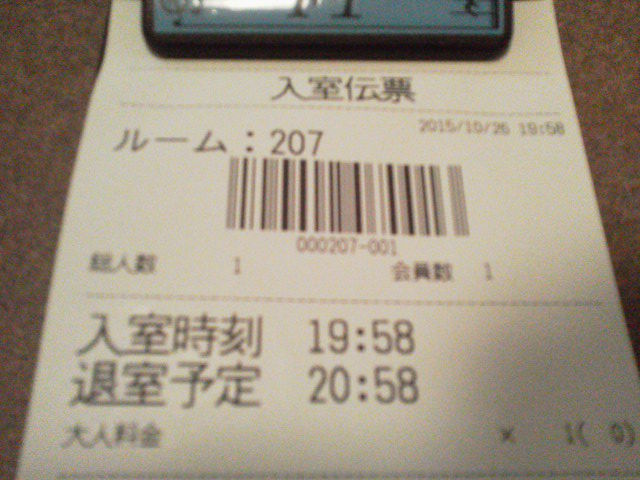 入室伝票
2015/10/26 19:58
ルーム：207
000207-001
総人数 1 会員数 1
入室時刻 19:58
退室予定 20:58
大人料金 × 1( 0)